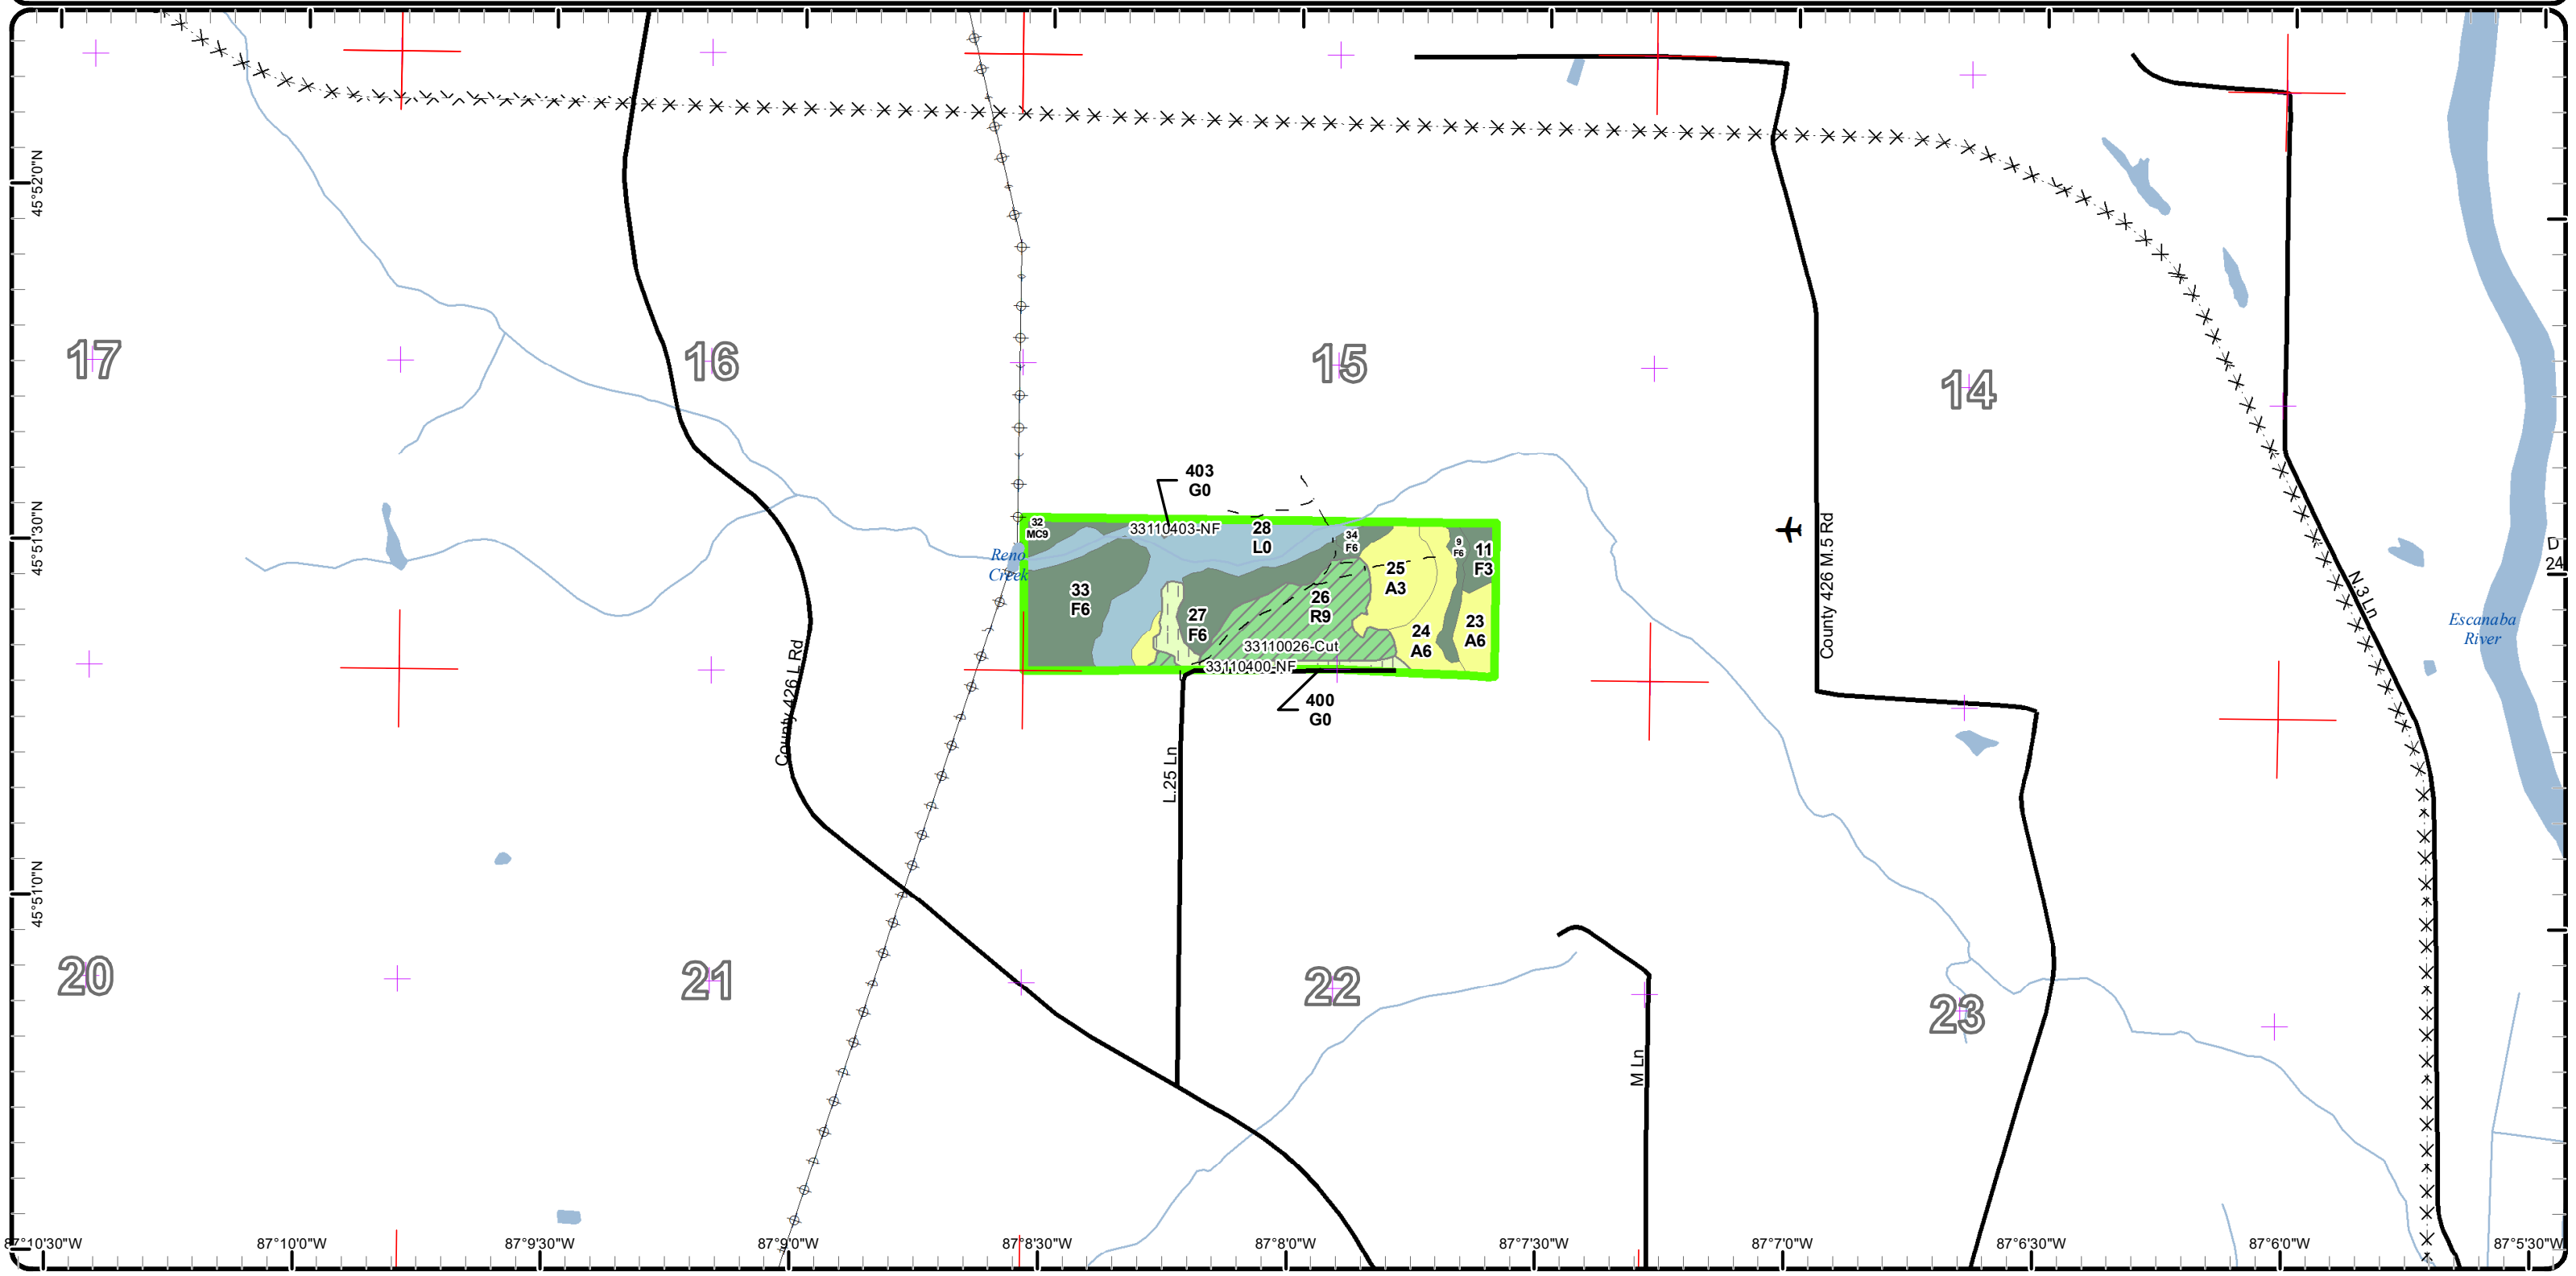 45°52'0"N
17
16
15
14
403
G0
45°51'30"N
32
MC9
33110403-NF
28
L0
34
F6
9
F6
11
F3
County 426 M.5 Rd
D
24
Reno
Creek
25
A3
33
F6
26
R9
27
F6
24
A6
23
A6
N.3 Ln
Escanaba
River
33110026-Cut
33110400-NF
400
G0
County 426 L Rd
L.25 Ln
45°51'0"N
20
21
22
23
M Ln
87°10'30"W
87°10'0"W
87°9'30"W
87°9'0"W
87°8'30"W
87°8'0"W
87°7'30"W
87°7'0"W
87°6'30"W
87°6'0"W
87°5'30"W